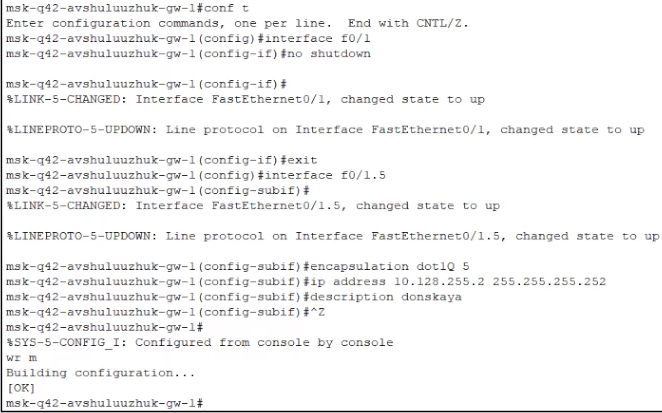 msk-q42-avshuluuzhuk-gw-1#conf t
Enter configuration commands, one per line.  End with CNTL/Z.
msk-q42-avshuluuzhuk-gw-1(config)#interface f0/1
msk-q42-avshuluuzhuk-gw-1(config-if)#no shutdown

msk-q42-avshuluuzhuk-gw-1(config-if)#
%LINK-5-CHANGED: Interface FastEthernet0/1, changed state to up

%LINEPROTO-5-UPDOWN: Line protocol on Interface FastEthernet0/1, changed state to up

msk-q42-avshuluuzhuk-gw-1(config-if)#exit
msk-q42-avshuluuzhuk-gw-1(config)#interface f0/1.5
msk-q42-avshuluuzhuk-gw-1(config-subif)#
%LINK-5-CHANGED: Interface FastEthernet0/1.5, changed state to up

%LINEPROTO-5-UPDOWN: Line protocol on Interface FastEthernet0/1.5, changed state to up

msk-q42-avshuluuzhuk-gw-1(config-subif)#encapsulation dot1Q 5
msk-q42-avshuluuzhuk-gw-1(config-subif)#ip address 10.128.255.2 255.255.255.252
msk-q42-avshuluuzhuk-gw-1(config-subif)#description donskaya
msk-q42-avshuluuzhuk-gw-1(config-subif)#^Z
msk-q42-avshuluuzhuk-gw-1#
%SYS-5-CONFIG_I: Configured from console by console
wr m
Building configuration...
[OK]
msk-q42-avshuluuzhuk-gw-1#